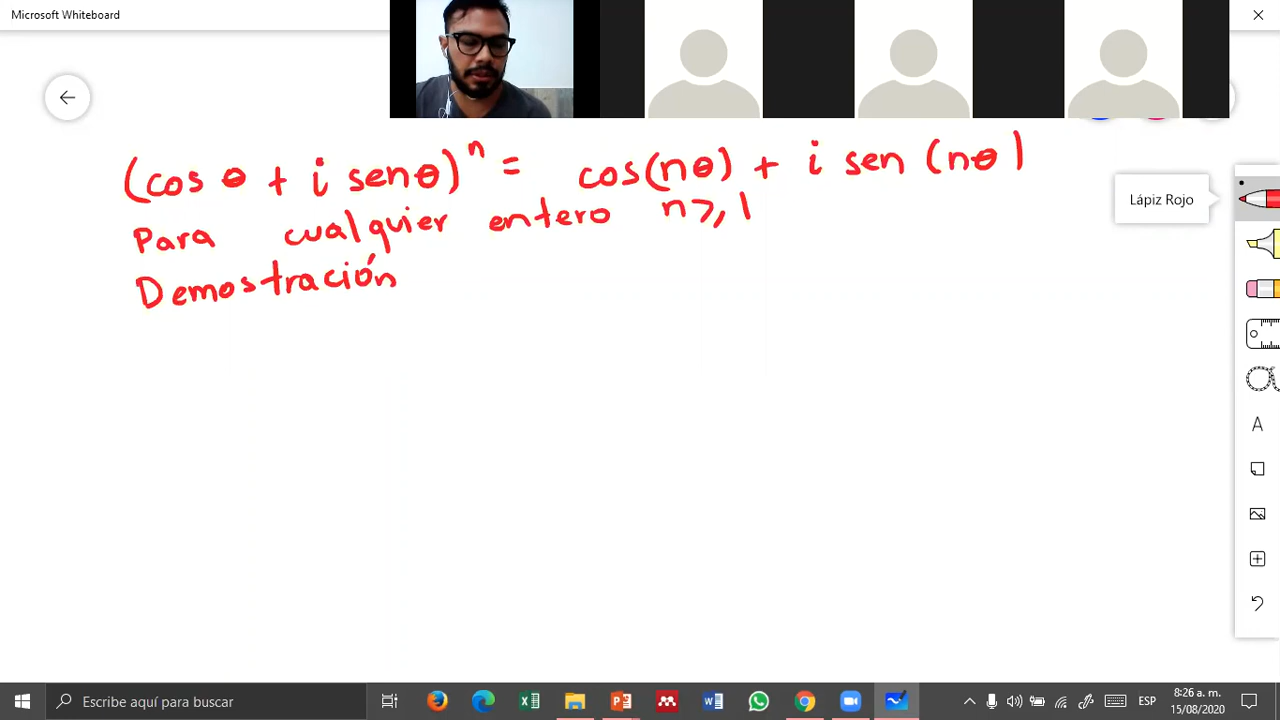 Microsoft Whiteboard
(cos θ + i senθ)ⁿ = cos(nθ) + i sen (nθ)
Para cualquier entero n ≥ 1
Demostración
Lápiz Rojo
A
Escribe aquí para buscar
ESP
8:26 a. m.
15/08/2020